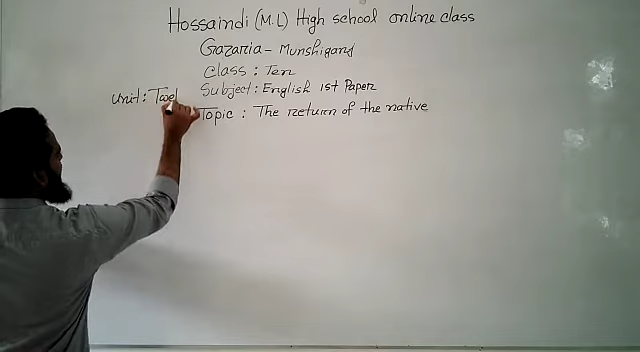 Hossaindi (M.L) High school online class
Gazaria - Munshiganj
Class : Ten
Subject : English 1st Paper
Unit :
Topic : The return of the native